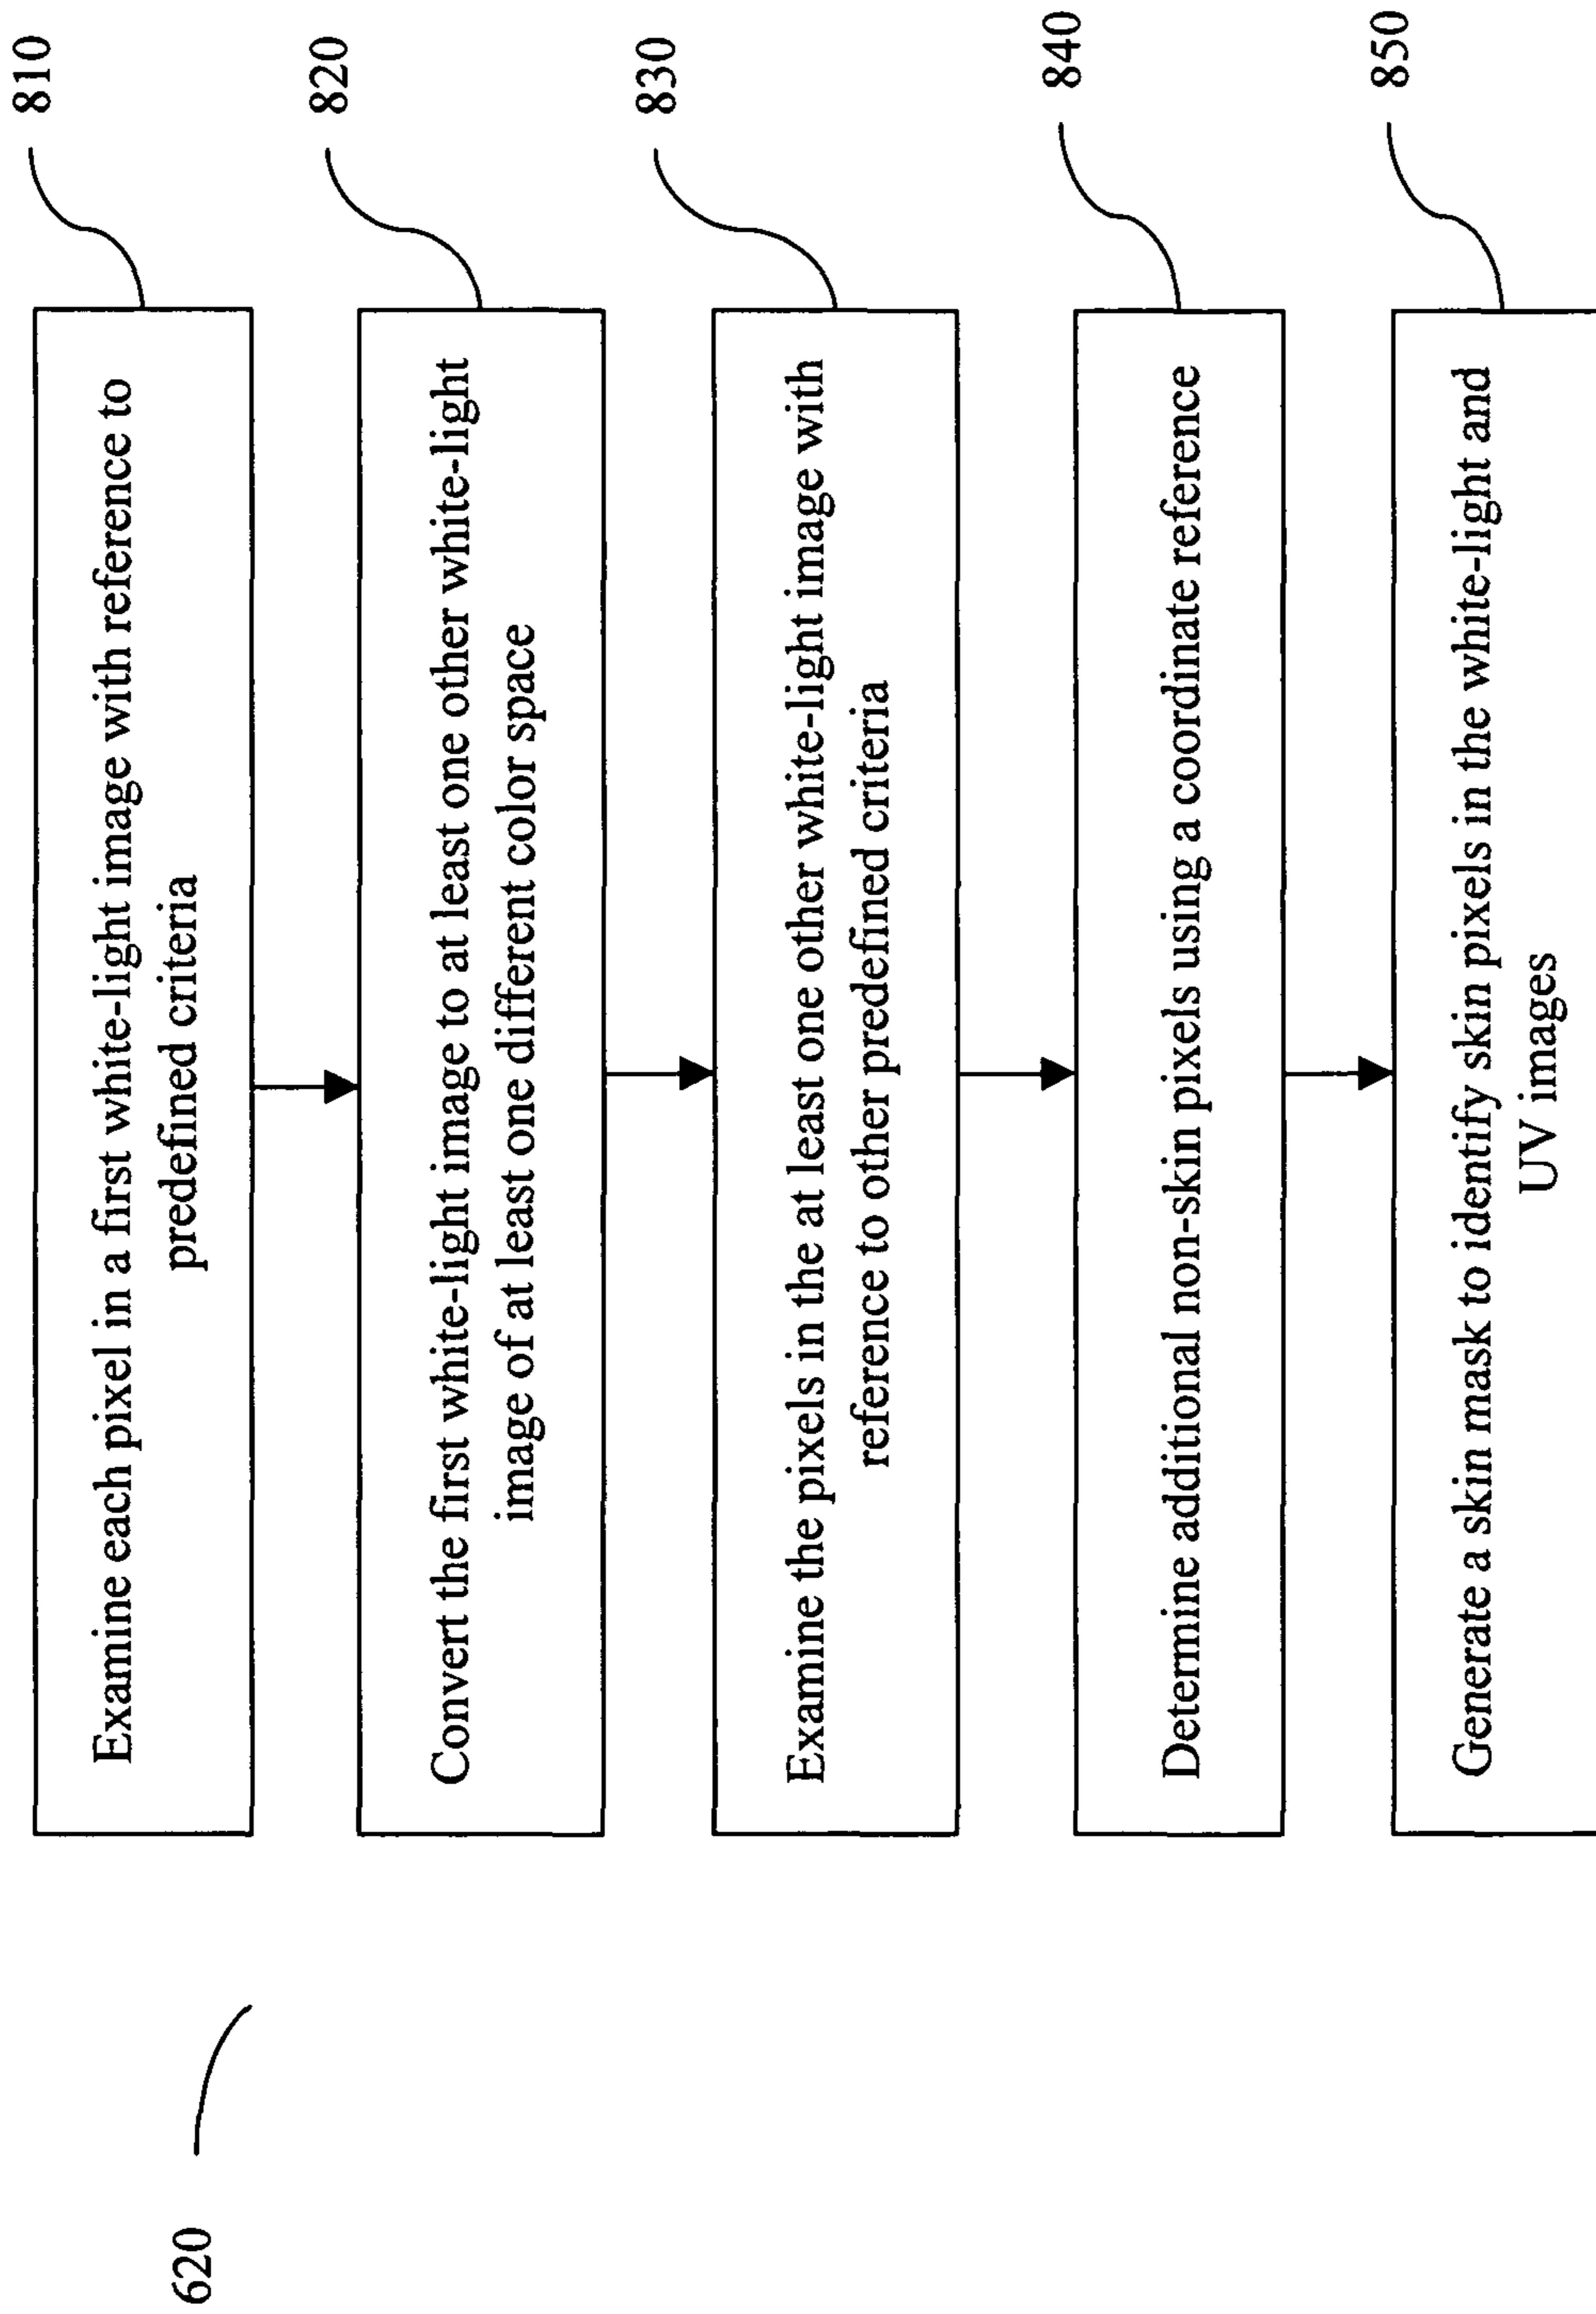 620
810
Examine each pixel in a first white-light image with reference to
predefined criteria
820
Convert the first white-light image to at least one other white-light
image of at least one different color space
830
Examine the pixels in the at least one other white-light image with
reference to other predefined criteria
840
Determine additional non-skin pixels using a coordinate reference
850
Generate a skin mask to identify skin pixels in the white-light and
UV images